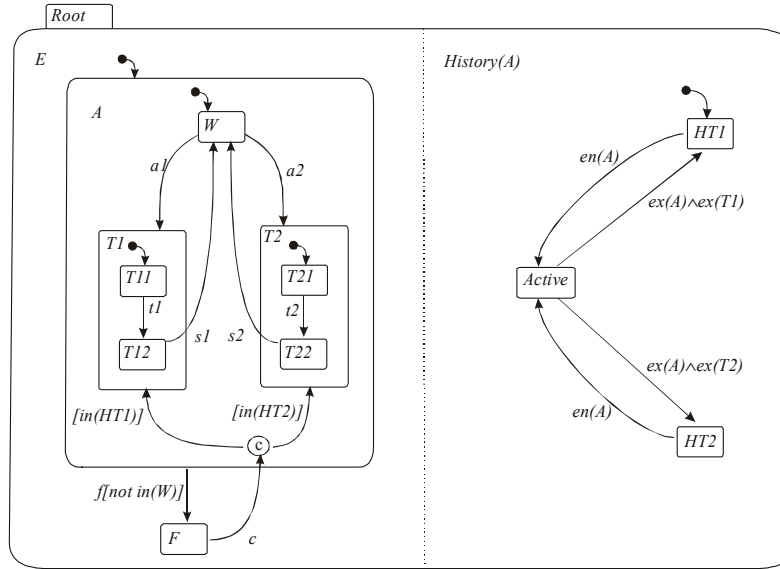 Root
E
History(A)
A
W
HT1
en(A)
a1
a2
ex(A)∧ex(T1)
T1
T2
T11
T21
Active
t1
t2
T12
s1
s2
T22
ex(A)∧ex(T2)
[in(HT1)]
[in(HT2)]
en(A)
c
HT2
f[not in(W)]
F
c